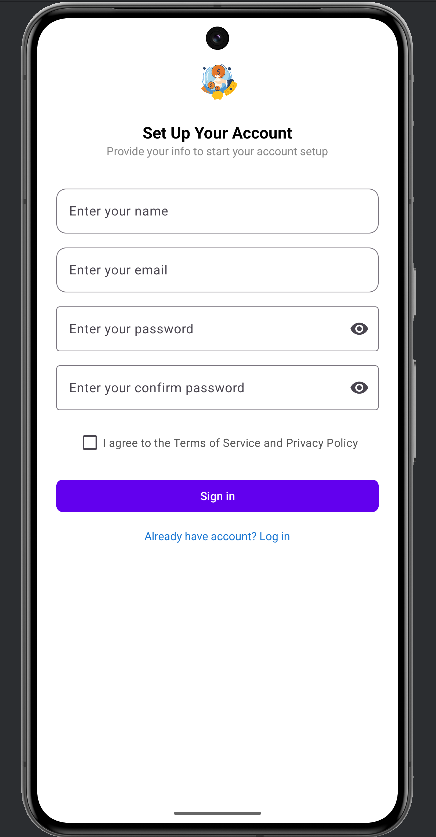 Set Up Your Account
Provide your info to start your account setup
Enter your name
Enter your email
Enter your password
Enter your confirm password
I agree to the Terms of Service and Privacy Policy
Sign in
Already have account? Log in